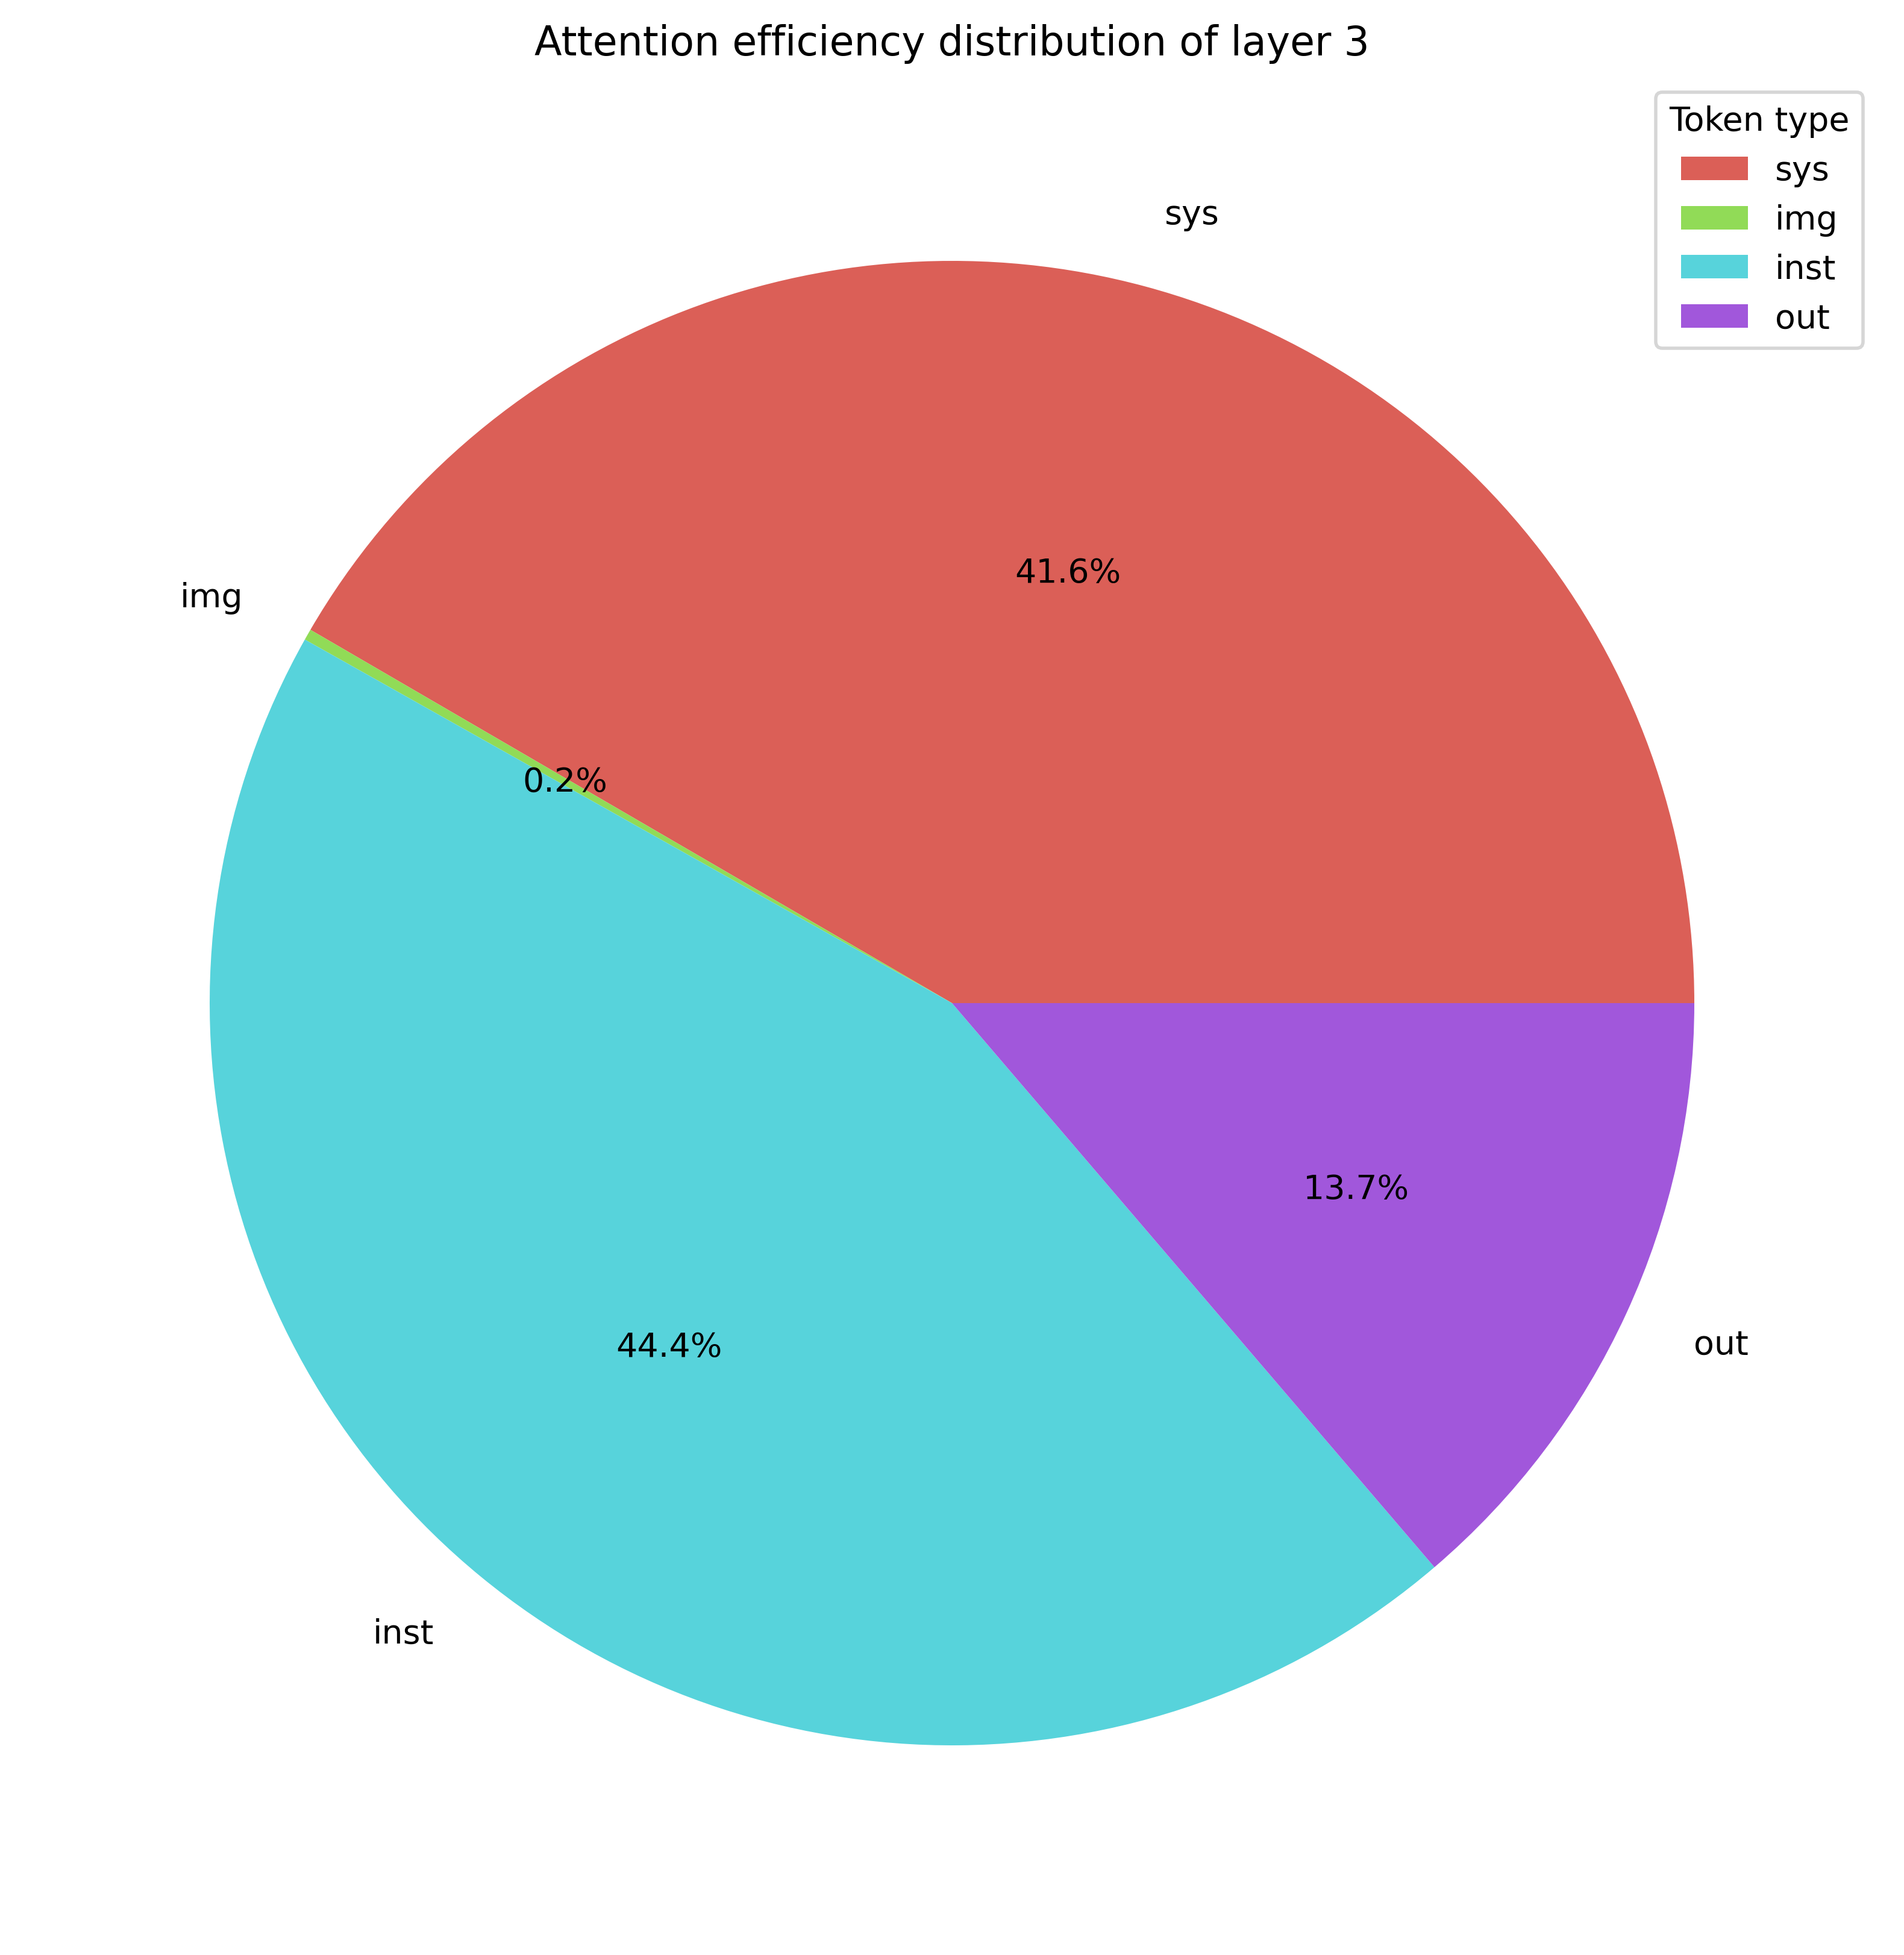 Attention efficiency distribution of layer 3
Token type
sys
img
inst
out
sys
41.6%
img
0.2%
13.7%
44.4%
out
inst